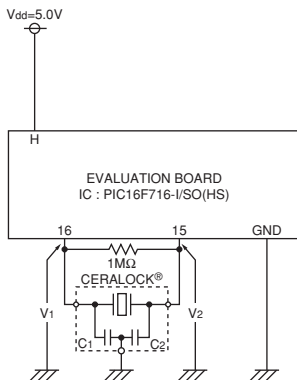 Vdd=5.0V
H
EVALUATION BOARD
IC : PIC16F716-I/SO(HS)
16 15 GND
1MΩ
CERALOCK®
V1 V2
C1 C2